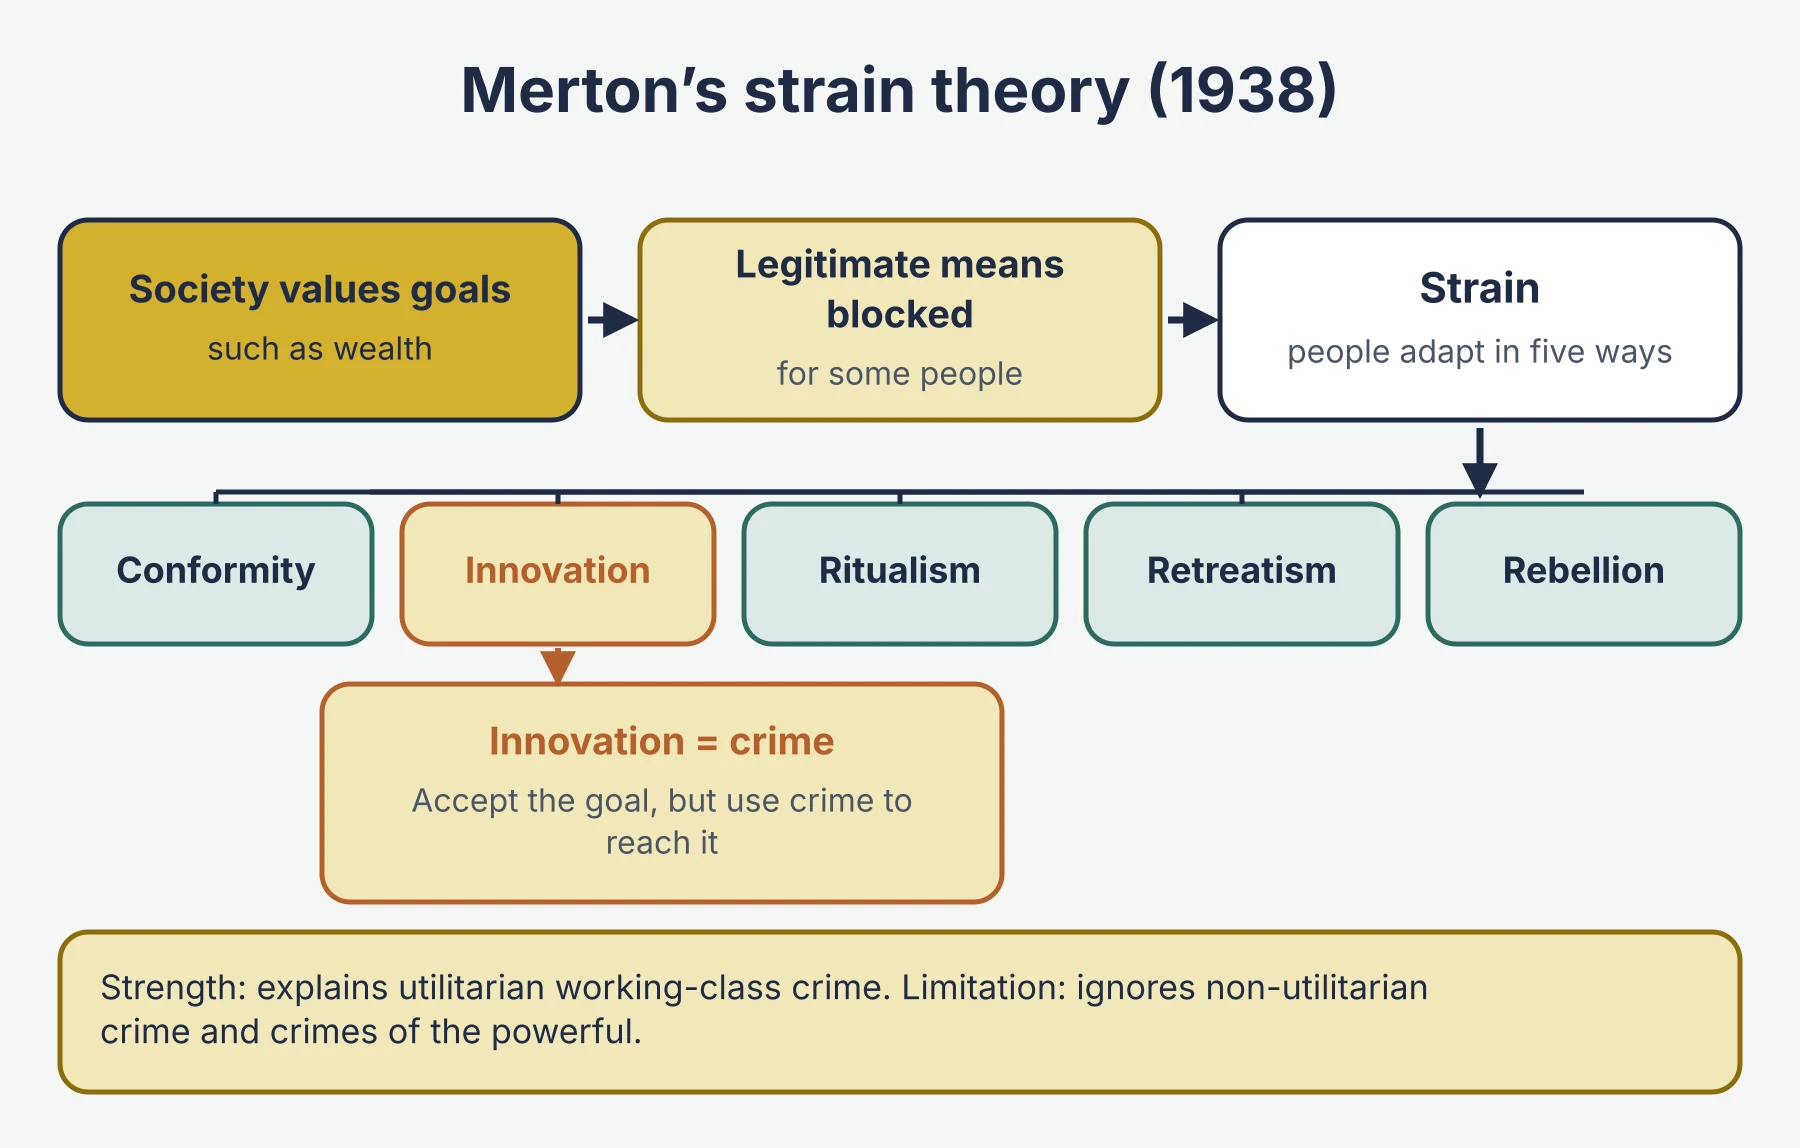 Merton’s strain theory (1938)
Society values goals
such as wealth
Legitimate means
blocked
for some people
Strain
people adapt in five ways
Conformity
Innovation
Ritualism
Retreatism
Rebellion
Innovation = crime
Accept the goal, but use crime to
reach it
Strength: explains utilitarian working-class crime. Limitation: ignores non-utilitarian
crime and crimes of the powerful.